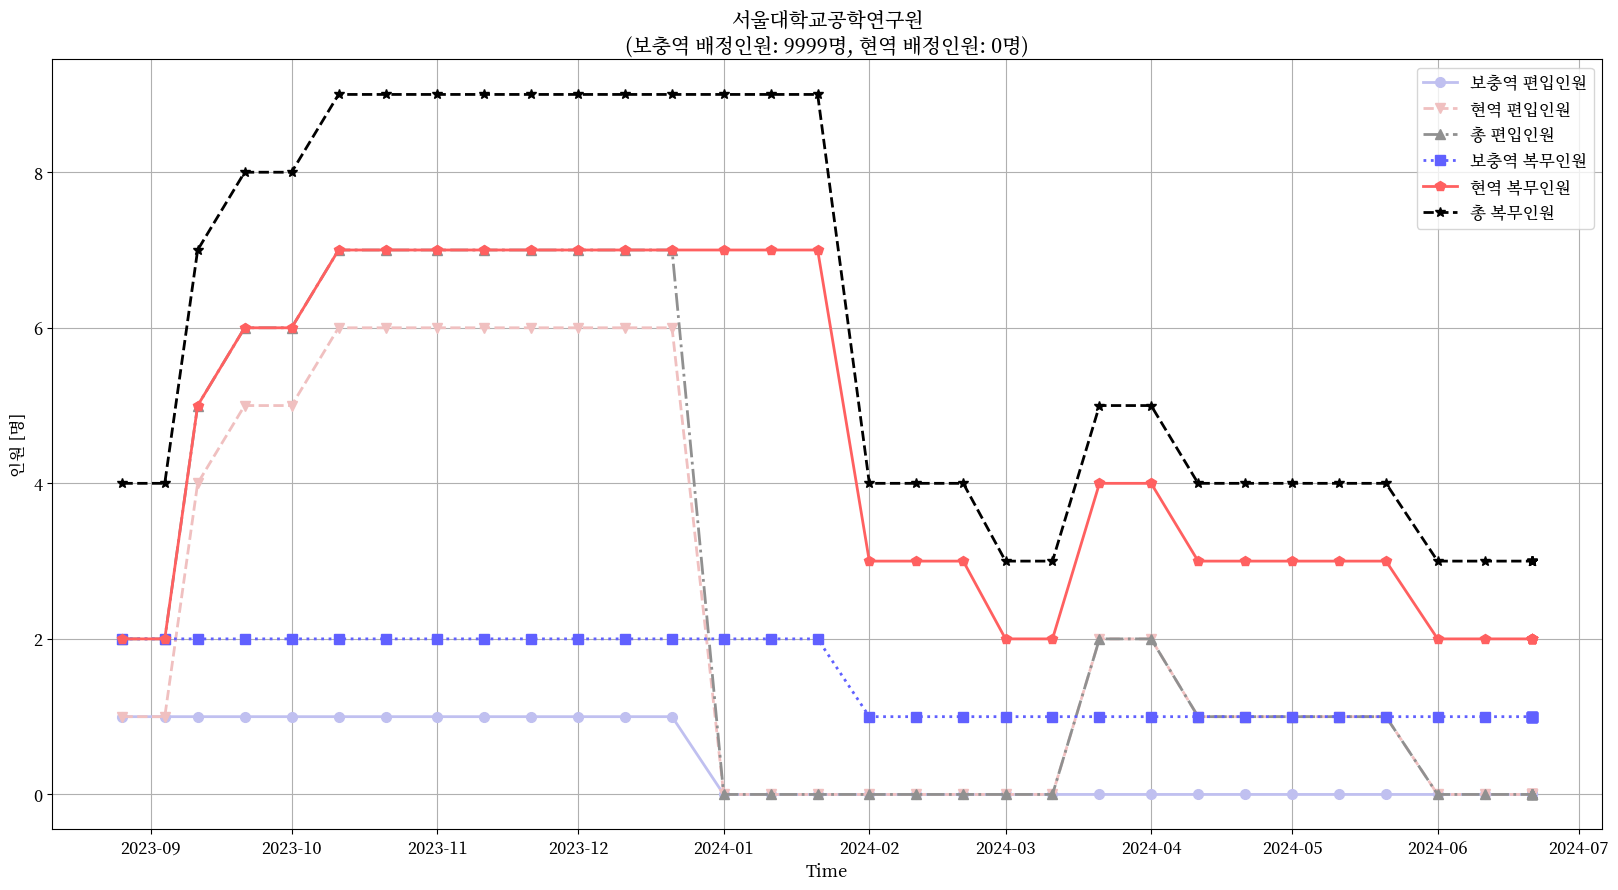 서울대학교공학연구원
(보충역 배정인원: 9999명, 현역 배정인원: 0명)
보충역 편입인원
현역 편입인원
총 편입인원
보충역 복무인원
현역 복무인원
총 복무인원
8
6
4
2
0
인원 [명]
2023-09 2023-10 2023-11 2023-12 2024-01 2024-02 2024-03 2024-04 2024-05 2024-06 2024-07
Time